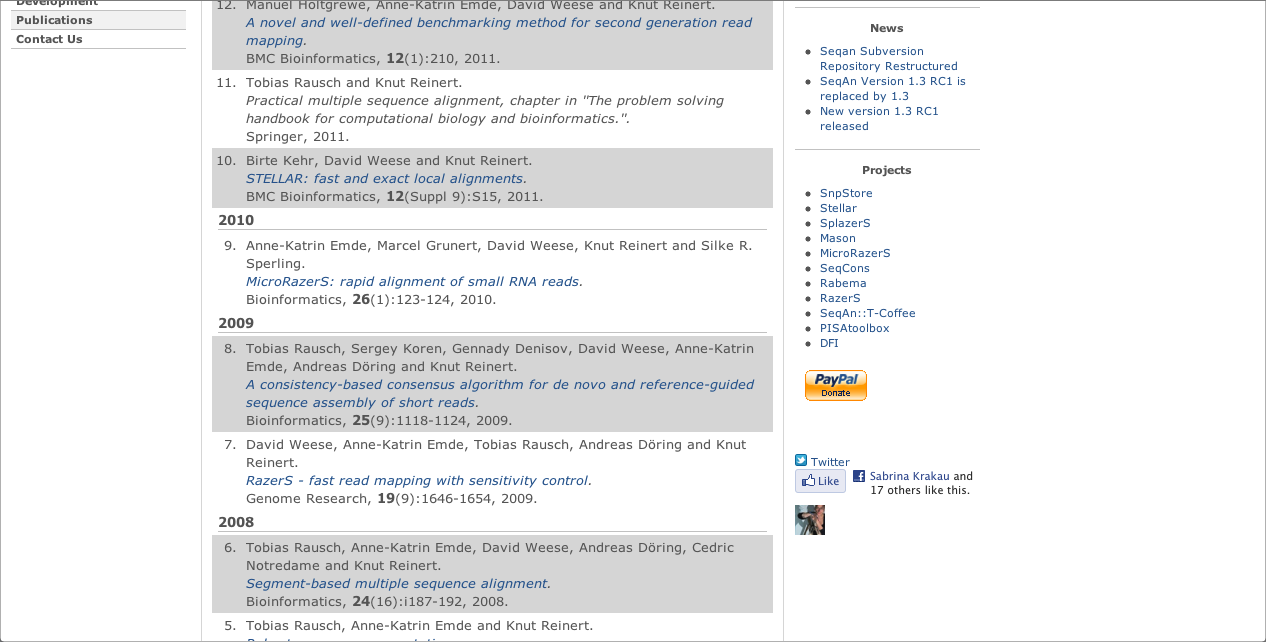 Development
Publications
Contact Us
12. Manuel Holtgrewe, Anne-Katrin Emde, David Weese and Knut Reinert.
A novel and well-defined benchmarking method for second generation read
mapping.
BMC Bioinformatics, 12(1):210, 2011.
11. Tobias Rausch and Knut Reinert.
Practical multiple sequence alignment, chapter in "The problem solving
handbook for computational biology and bioinformatics.".
Springer, 2011.
10. Birte Kehr, David Weese and Knut Reinert.
STELLAR: fast and exact local alignments.
BMC Bioinformatics, 12(Suppl 9):S15, 2011.
2010
9. Anne-Katrin Emde, Marcel Grunert, David Weese, Knut Reinert and Silke R.
Sperling.
MicroRazerS: rapid alignment of small RNA reads.
Bioinformatics, 26(1):123-124, 2010.
2009
8. Tobias Rausch, Sergey Koren, Gennady Denisov, David Weese, Anne-Katrin
Emde, Andreas Döring and Knut Reinert.
A consistency-based consensus algorithm for de novo and reference-guided
sequence assembly of short reads.
Bioinformatics, 25(9):1118-1124, 2009.
7. David Weese, Anne-Katrin Emde, Tobias Rausch, Andreas Döring and Knut
Reinert.
RazerS - fast read mapping with sensitivity control.
Genome Research, 19(9):1646-1654, 2009.
2008
6. Tobias Rausch, Anne-Katrin Emde, David Weese, Andreas Döring, Cedric
Notredame and Knut Reinert.
Segment-based multiple sequence alignment.
Bioinformatics, 24(16):i187-192, 2008.
5. Tobias Rausch, Anne-Katrin Emde and Knut Reinert.
News
Seqan Subversion
Repository Restructured
SeqAn Version 1.3 RC1 is
replaced by 1.3
New version 1.3 RC1
released
Projects
SnpStore
Stellar
SplazerS
Mason
MicroRazerS
SeqCons
Rabema
RazerS
SeqAn::T-Coffee
PISAtoolbox
DFI
PayPal
Donate
Twitter
Like
Sabrina Krakau and
17 others like this.